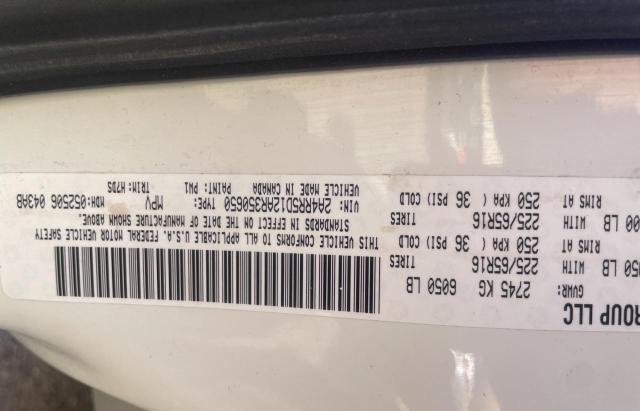 ROUP LLC
GVWR: 2745 KG 6050 LB
50 LB WITH 225/65R16 TIRES
RIMS AT 250 KPA ( 36 PSI) COLD
00 LB WITH 225/65R16 TIRES
RIMS AT 250 KPA ( 36 PSI) COLD
THIS VEHICLE CONFORMS TO ALL APPLICABLE U.S.A. FEDERAL MOTOR VEHICLE SAFETY
STANDARDS IN EFFECT ON THE DATE OF MANUFACTURE SHOWN ABOVE.
VIN: 2A4RR5D12AR350650 TYPE: MPV MDH: 052506 043AB
VEHICLE MADE IN CANADA PAINT: PW1 TRIM: H7DS